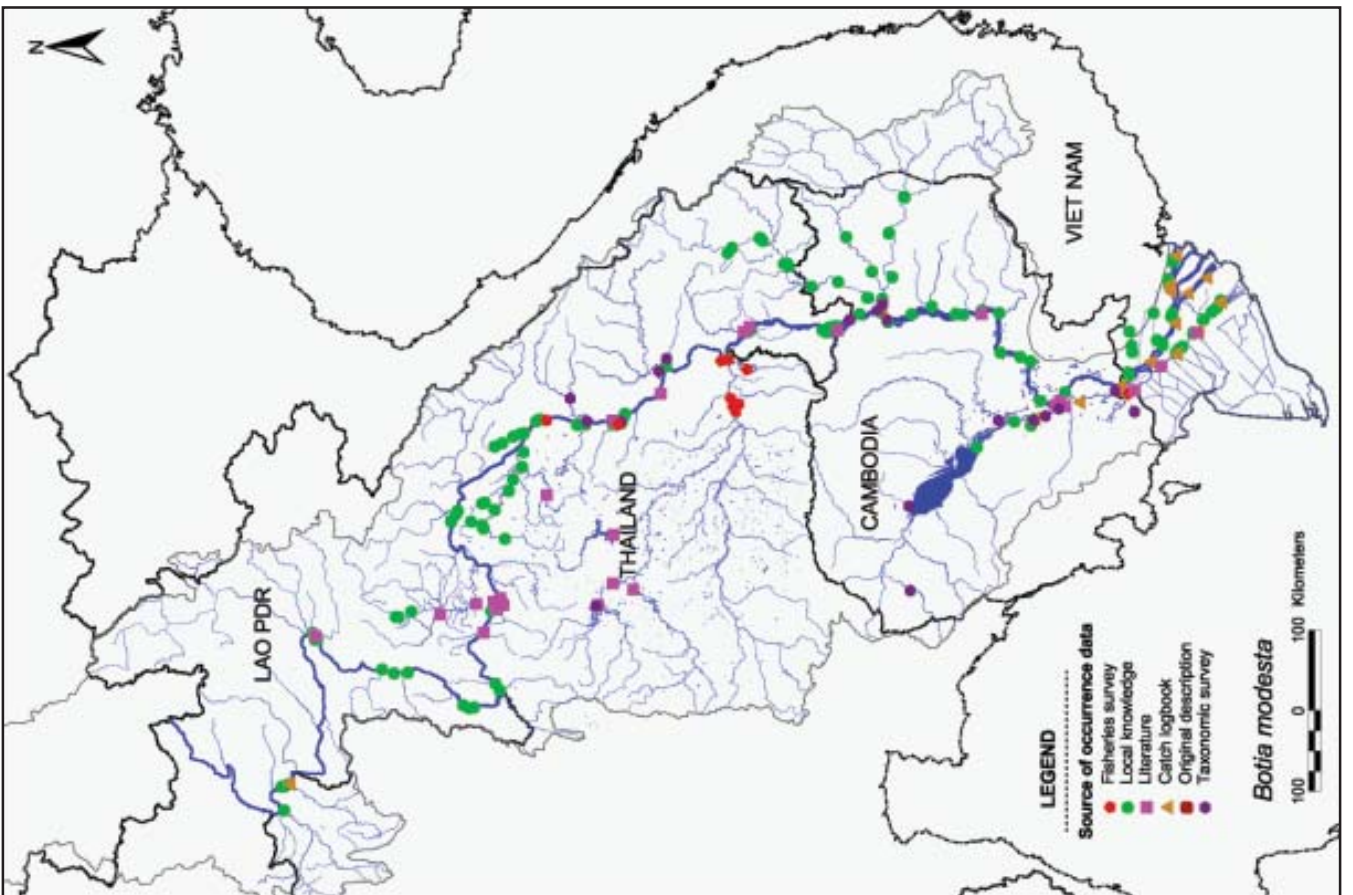 N
LAO PDR
THAILAND
CAMBODIA
VIET NAM
LEGEND
Source of occurrence data
Fisheries survey
Local knowledge
Literature
Catch logbook
Original description
Taxonomic survey
Botia modesta
100 0 100 Kilometers